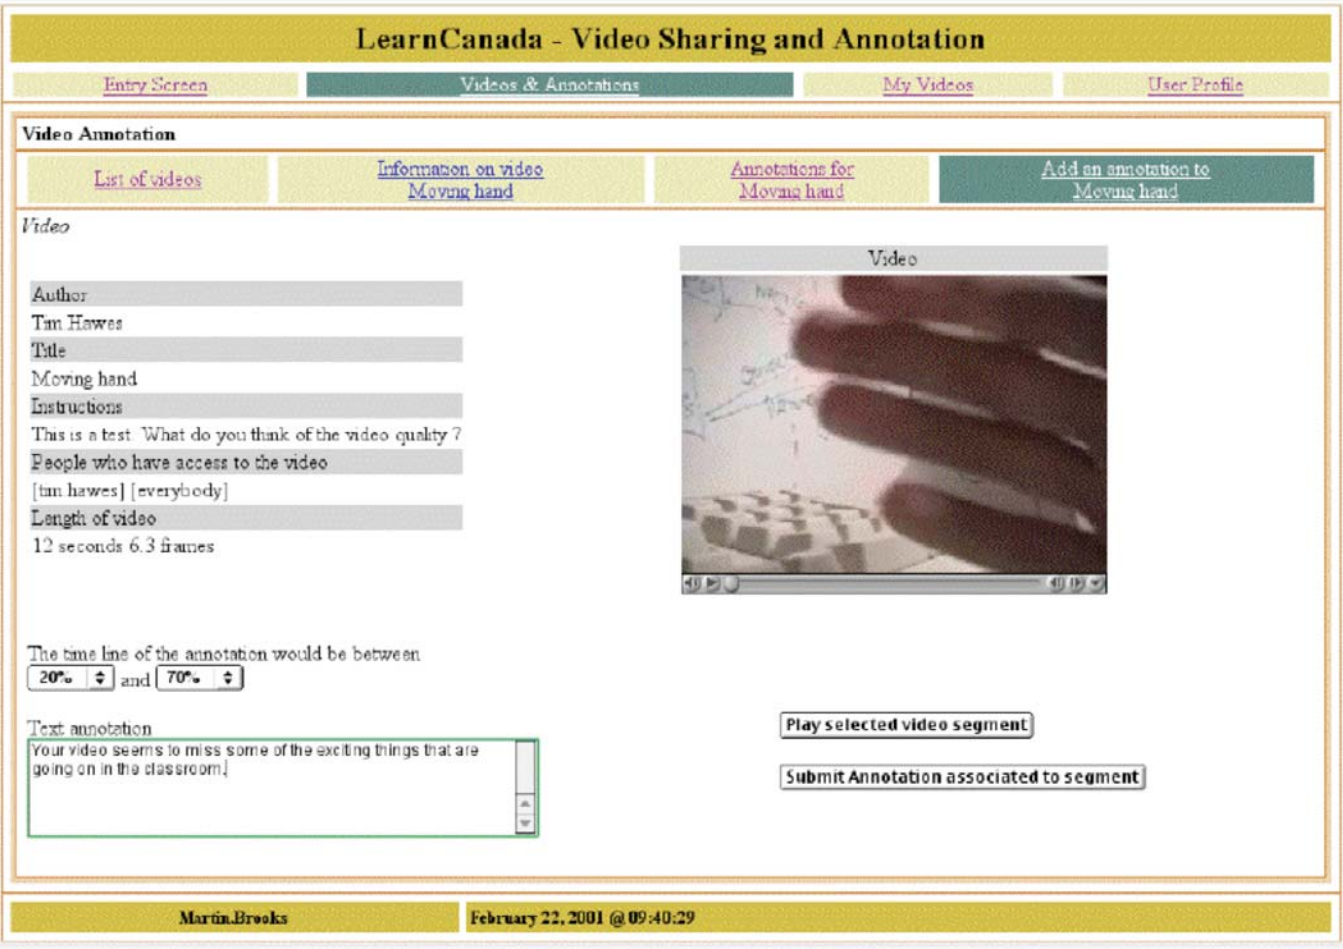 LearnCanada - Video Sharing and Annotation
Entry Screen
Videos & Annotations
My Videos
User Profile
Video Annotation
List of videos
Information on video
Moving hand
Annotations for
Moving hand
Add an annotation to
Moving hand
Video
Video
Author
Tim Hawes
Title
Moving hand
Instructions
This is a test. What do you think of the video quality ?
People who have access to the video
[tim hawes] [everybody]
Length of video
12 seconds 6.3 frames
The time line of the annotation would be between
20% and 70%
Text annotation
Your video seems to miss some of the exciting things that are
going on in the classroom.
Play selected video segment
Submit Annotation associated to segment
Martin.Brooks
February 22, 2001 @ 09:40:29